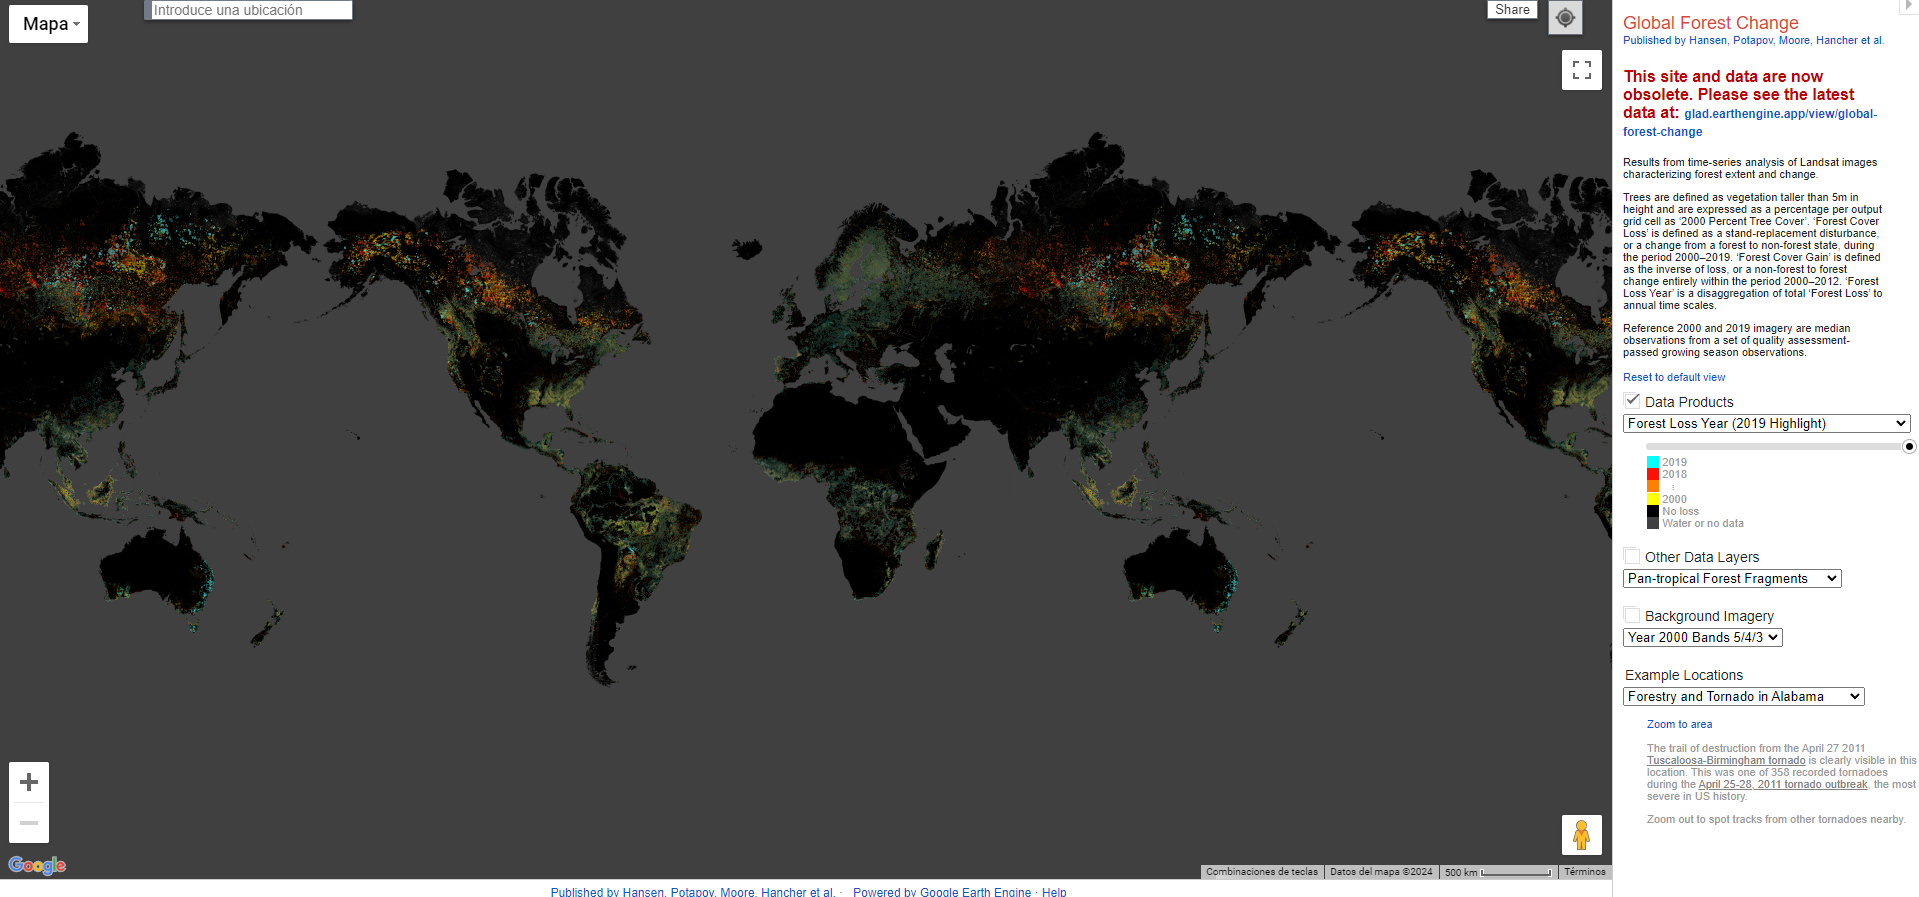 Mapa
Introduce una ubicación
Share
Global Forest Change
Published by Hansen, Potapov, Moore, Hancher et al.
This site and data are now
obsolete. Please see the latest
data at: glad.earthengine.app/view/global-
forest-change
Results from time-series analysis of Landsat images
characterizing forest extent and change.
Trees are defined as vegetation taller than 5m in
height and are expressed as a percentage per output
grid cell as ‘2000 Percent Tree Cover’. ‘Forest Cover
Loss’ is defined as a stand-replacement disturbance,
or a change from a forest to non-forest state, during
the period 2000–2019. ‘Forest Cover Gain’ is defined
as the inverse of loss, or a non-forest to forest
change entirely within the period 2000–2012. ‘Forest
Loss Year’ is a disaggregation of total ‘Forest Loss’ to
annual time scales.
Reference 2000 and 2019 imagery are median
observations from a set of quality assessment-
passed growing season observations.
Reset to default view
Data Products
Forest Loss Year (2019 Highlight)
2019
2018
⋮
2000
No loss
Water or no data
Other Data Layers
Pan-tropical Forest Fragments
Background Imagery
Year 2000 Bands 5/4/3
Example Locations
Forestry and Tornado in Alabama
Zoom to area
The trail of destruction from the April 27 2011
Tuscaloosa-Birmingham tornado is clearly visible in this
location. This was one of 358 recorded tornadoes
during the April 25-28, 2011 tornado outbreak, the most
severe in US history.
Zoom out to spot tracks from other tornadoes nearby.
Google
Combinaciones de teclas
Datos del mapa ©2024
500 km
Términos
Published by Hansen, Potapov, Moore, Hancher et al. · Powered by Google Earth Engine · Help